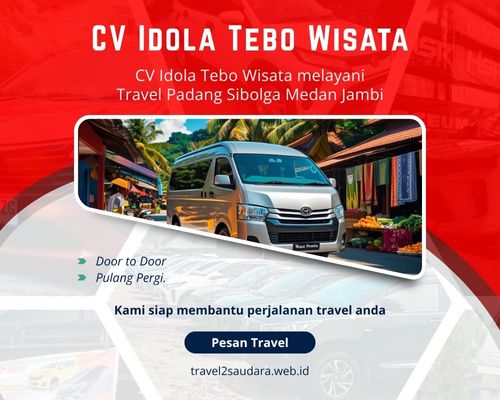 CV Idola Tebo Wisata
CV Idola Tebo Wisata melayani
Travel Padang Sibolga Medan Jambi
Door to Door
Pulang Pergi.
Kami siap membantu perjalanan travel anda
Pesan Travel
travel2saudara.web.id